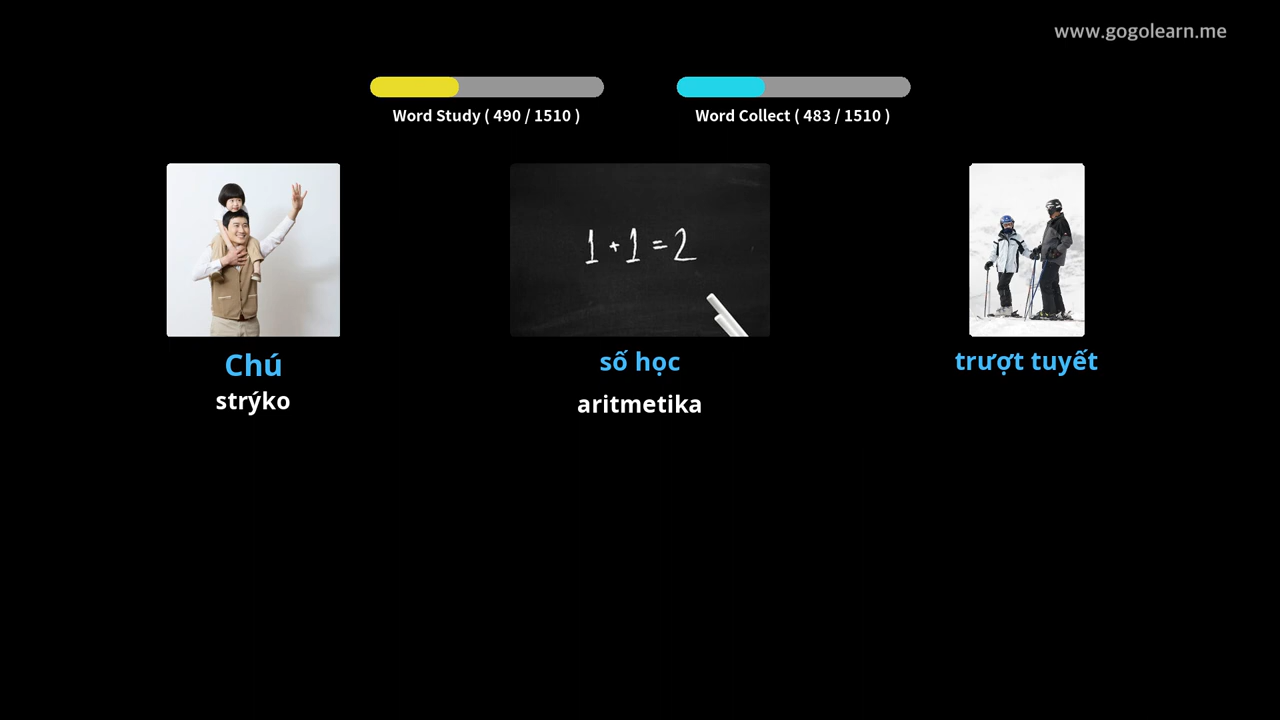 www.gogolearn.me
Word Study ( 490 / 1510 )
Word Collect ( 483 / 1510 )
1 + 1 = 2
Chú
strýko
số học
aritmetika
trượt tuyết